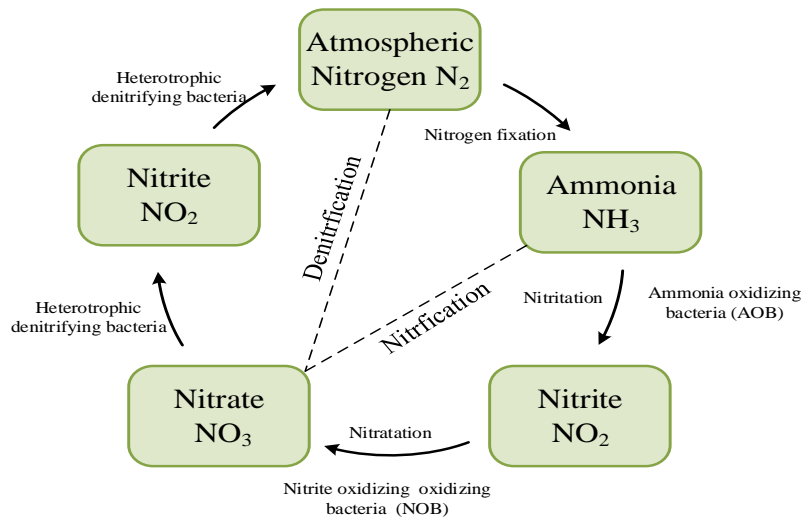 Atmospheric
Nitrogen N₂
Heterotrophic
denitrifying bacteria
Nitrogen fixation
Nitrite
NO₂
Ammonia
NH₃
Denitrfication
Nitrfication
Nitritation
Ammonia oxidizing
bacteria (AOB)
Heterotrophic
denitrifying bacteria
Nitrate
NO₃
Nitratation
Nitrite
NO₂
Nitrite oxidizing oxidizing
bacteria (NOB)